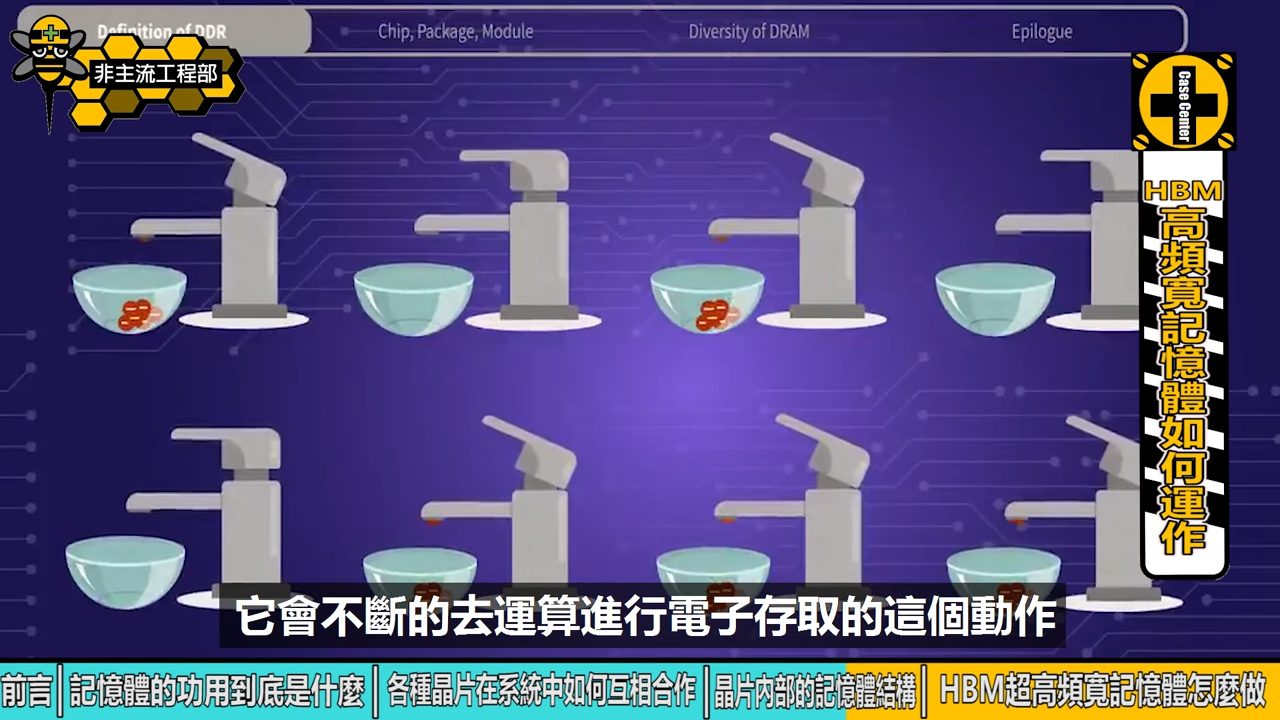 Definition of DDR
Chip, Package, Module
Diversity of DRAM
Epilogue
非主流工程部
Case Center
HBM
高頻寬記憶體如何運作
它會不斷的去運算進行電子存取的這個動作
前言
記憶體的功用到底是什麼
各種晶片在系統中如何互相合作
晶片內部的記憶體結構
HBM超高頻寬記憶體怎麼做